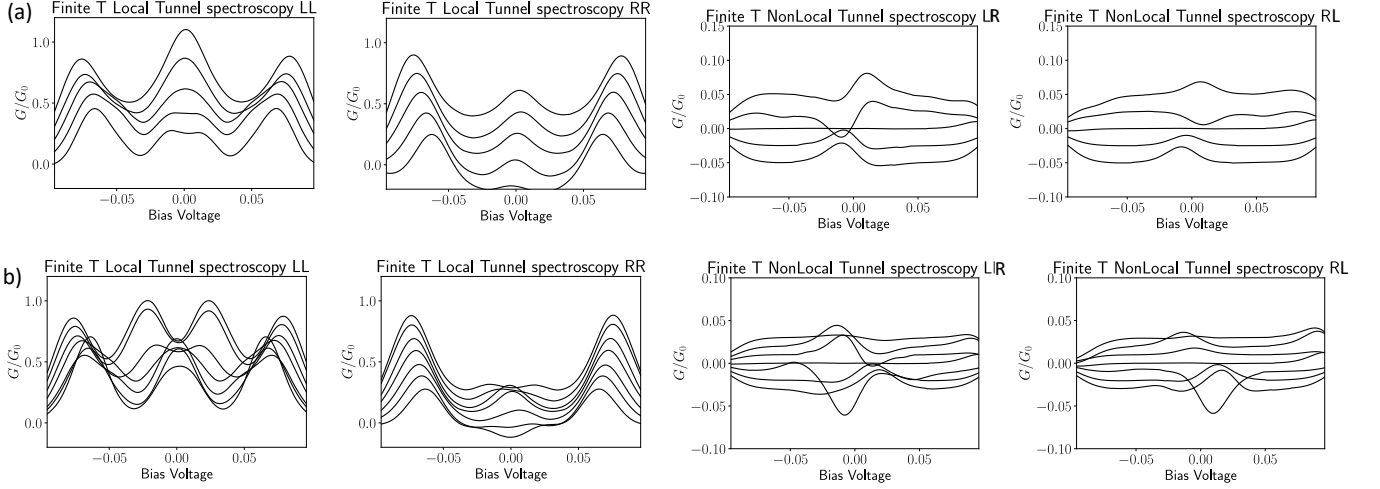 (a)
Finite T Local Tunnel spectroscopy LL
Finite T Local Tunnel spectroscopy RR
Finite T NonLocal Tunnel spectroscopy LR
Finite T NonLocal Tunnel spectroscopy RL
G/G₀
1.0
0.5
0.0
−0.05 0.00 0.05
Bias Voltage
G/G₀
1.0
0.5
0.0
−0.05 0.00 0.05
Bias Voltage
G/G₀
0.15
0.10
0.05
0.00
−0.05
−0.10
−0.05 0.00 0.05
Bias Voltage
G/G₀
0.15
0.10
0.05
0.00
−0.05
−0.10
−0.05 0.00 0.05
Bias Voltage
b)
Finite T Local Tunnel spectroscopy LL
Finite T Local Tunnel spectroscopy RR
Finite T NonLocal Tunnel spectroscopy LR
Finite T NonLocal Tunnel spectroscopy RL
G/G₀
1.0
0.5
0.0
−0.05 0.00 0.05
Bias Voltage
G/G₀
1.0
0.5
0.0
−0.05 0.00 0.05
Bias Voltage
G/G₀
0.10
0.05
0.00
−0.05
−0.10
−0.05 0.00 0.05
Bias Voltage
G/G₀
0.10
0.05
0.00
−0.05
−0.10
−0.05 0.00 0.05
Bias Voltage